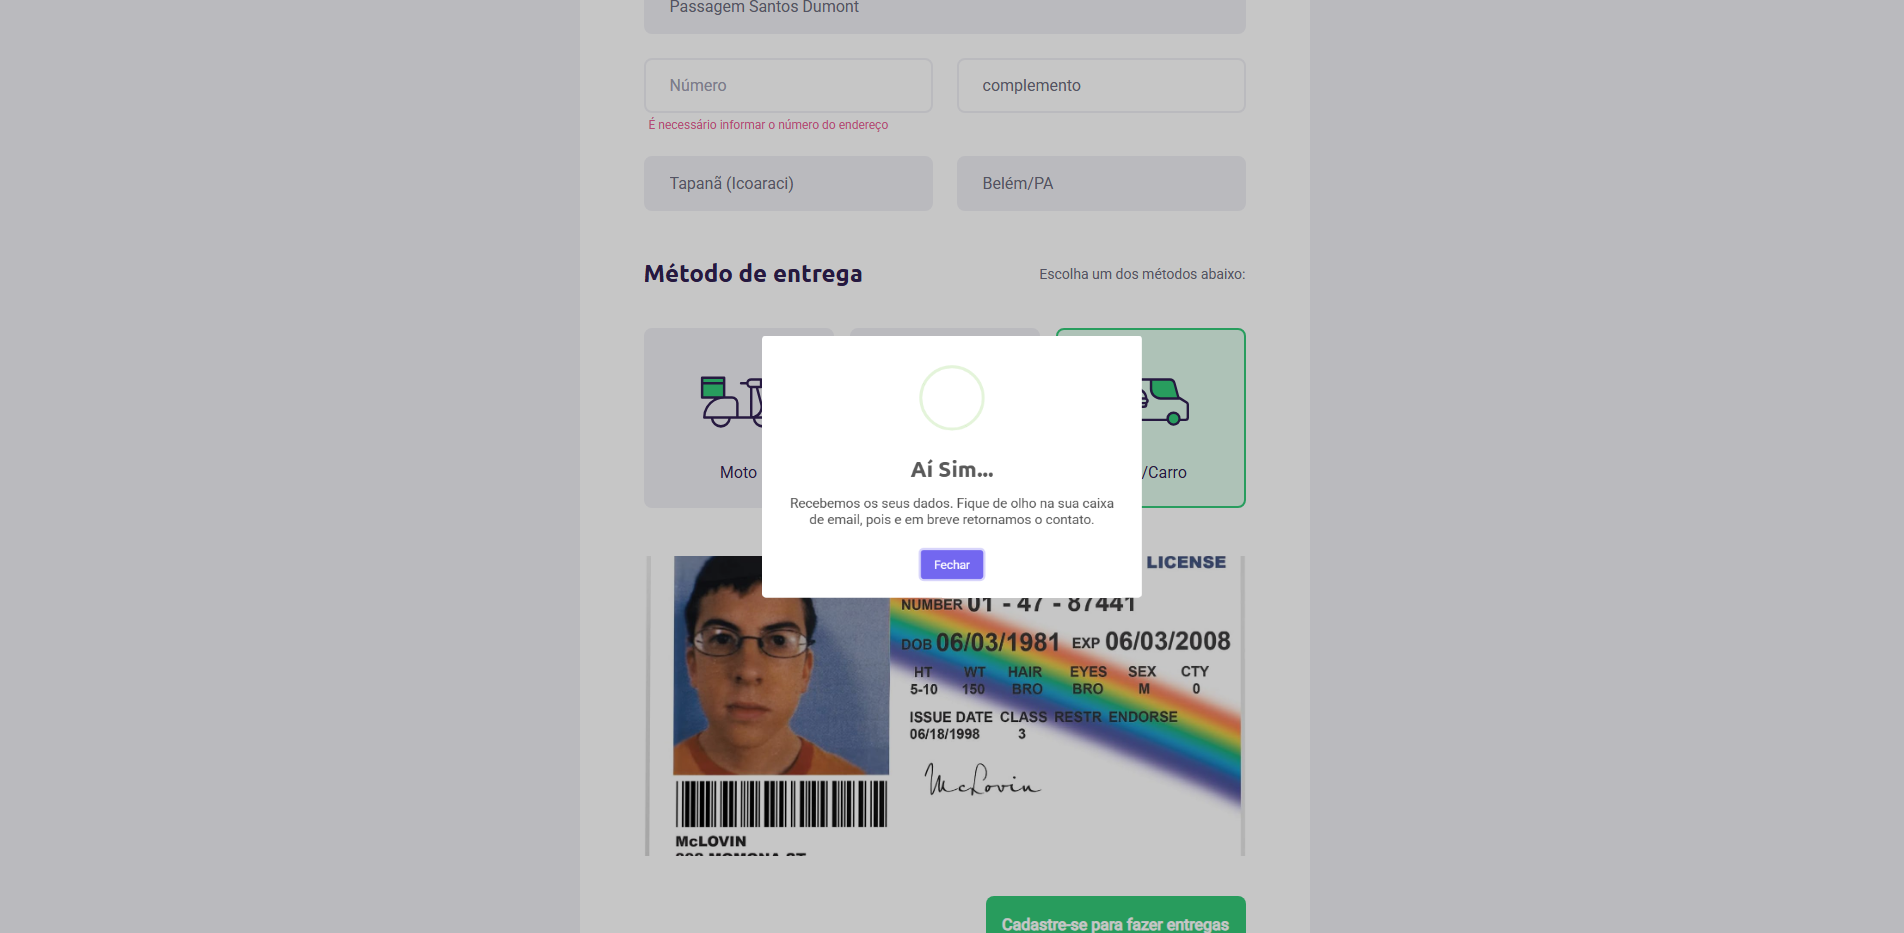 Passagem Santos Dumont
Número
complemento
É necessário informar o número do endereço
Tapanã (Icoaraci)
Belém/PA
Método de entrega
Escolha um dos métodos abaixo:
Moto
/Carro
Aí Sim...
Recebemos os seus dados. Fique de olho na sua caixa
de email, pois e em breve retornamos o contato.
Fechar
LICENSE
NUMBER 01 - 47 - 87441
DOB 06/03/1981 EXP 06/03/2008
HT WT HAIR EYES SEX CTY
5-10 150 BRO BRO M 0
ISSUE DATE CLASS RESTR ENDORSE
06/18/1998 3
McLovin
McLOVIN
Cadastre-se para fazer entregas